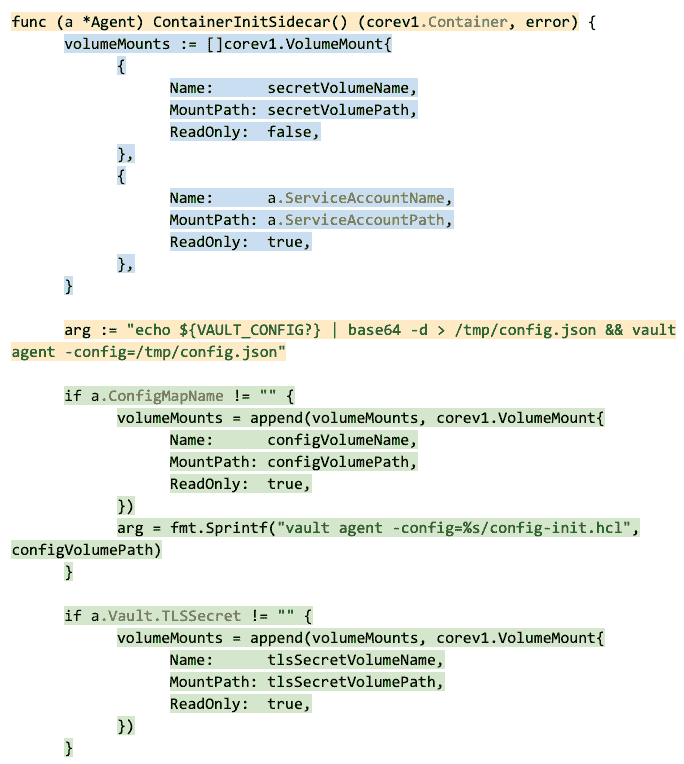 func (a *Agent) ContainerInitSidecar() (corev1.Container, error) {
      volumeMounts := []corev1.VolumeMount{
            {
                  Name:      secretVolumeName,
                  MountPath: secretVolumePath,
                  ReadOnly:  false,
            },
            {
                  Name:      a.ServiceAccountName,
                  MountPath: a.ServiceAccountPath,
                  ReadOnly:  true,
            },
      }

      arg := "echo ${VAULT_CONFIG?} | base64 -d > /tmp/config.json && vault
agent -config=/tmp/config.json"

      if a.ConfigMapName != "" {
            volumeMounts = append(volumeMounts, corev1.VolumeMount{
                  Name:      configVolumeName,
                  MountPath: configVolumePath,
                  ReadOnly:  true,
            })
            arg = fmt.Sprintf("vault agent -config=%s/config-init.hcl",
configVolumePath)
      }

      if a.Vault.TLSSecret != "" {
            volumeMounts = append(volumeMounts, corev1.VolumeMount{
                  Name:      tlsSecretVolumeName,
                  MountPath: tlsSecretVolumePath,
                  ReadOnly:  true,
            })
      }